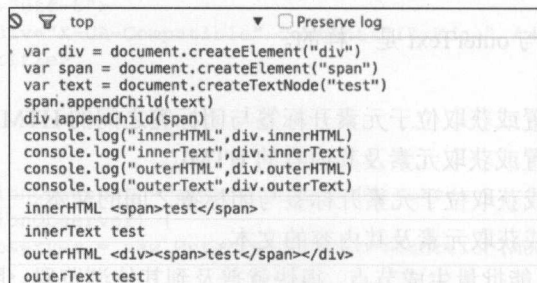 top ▼ Preserve log
var div = document.createElement("div")
var span = document.createElement("span")
var text = document.createTextNode("test")
span.appendChild(text)
div.appendChild(span)
console.log("innerHTML",div.innerHTML)
console.log("innerText",div.innerText)
console.log("outerHTML",div.outerHTML)
console.log("outerText",div.outerText)
innerHTML <span>test</span>
innerText test
outerHTML <div><span>test</span></div>
outerText test